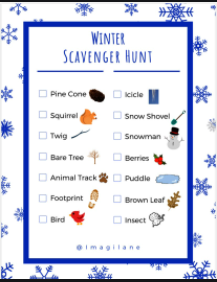 WINTER
SCAVENGER HUNT
Pine Cone
Squirrel
Twig
Bare Tree
Animal Track
Footprint
Bird
Icicle
Snow Shovel
Snowman
Berries
Puddle
Brown Leaf
Insect
@Imagilane